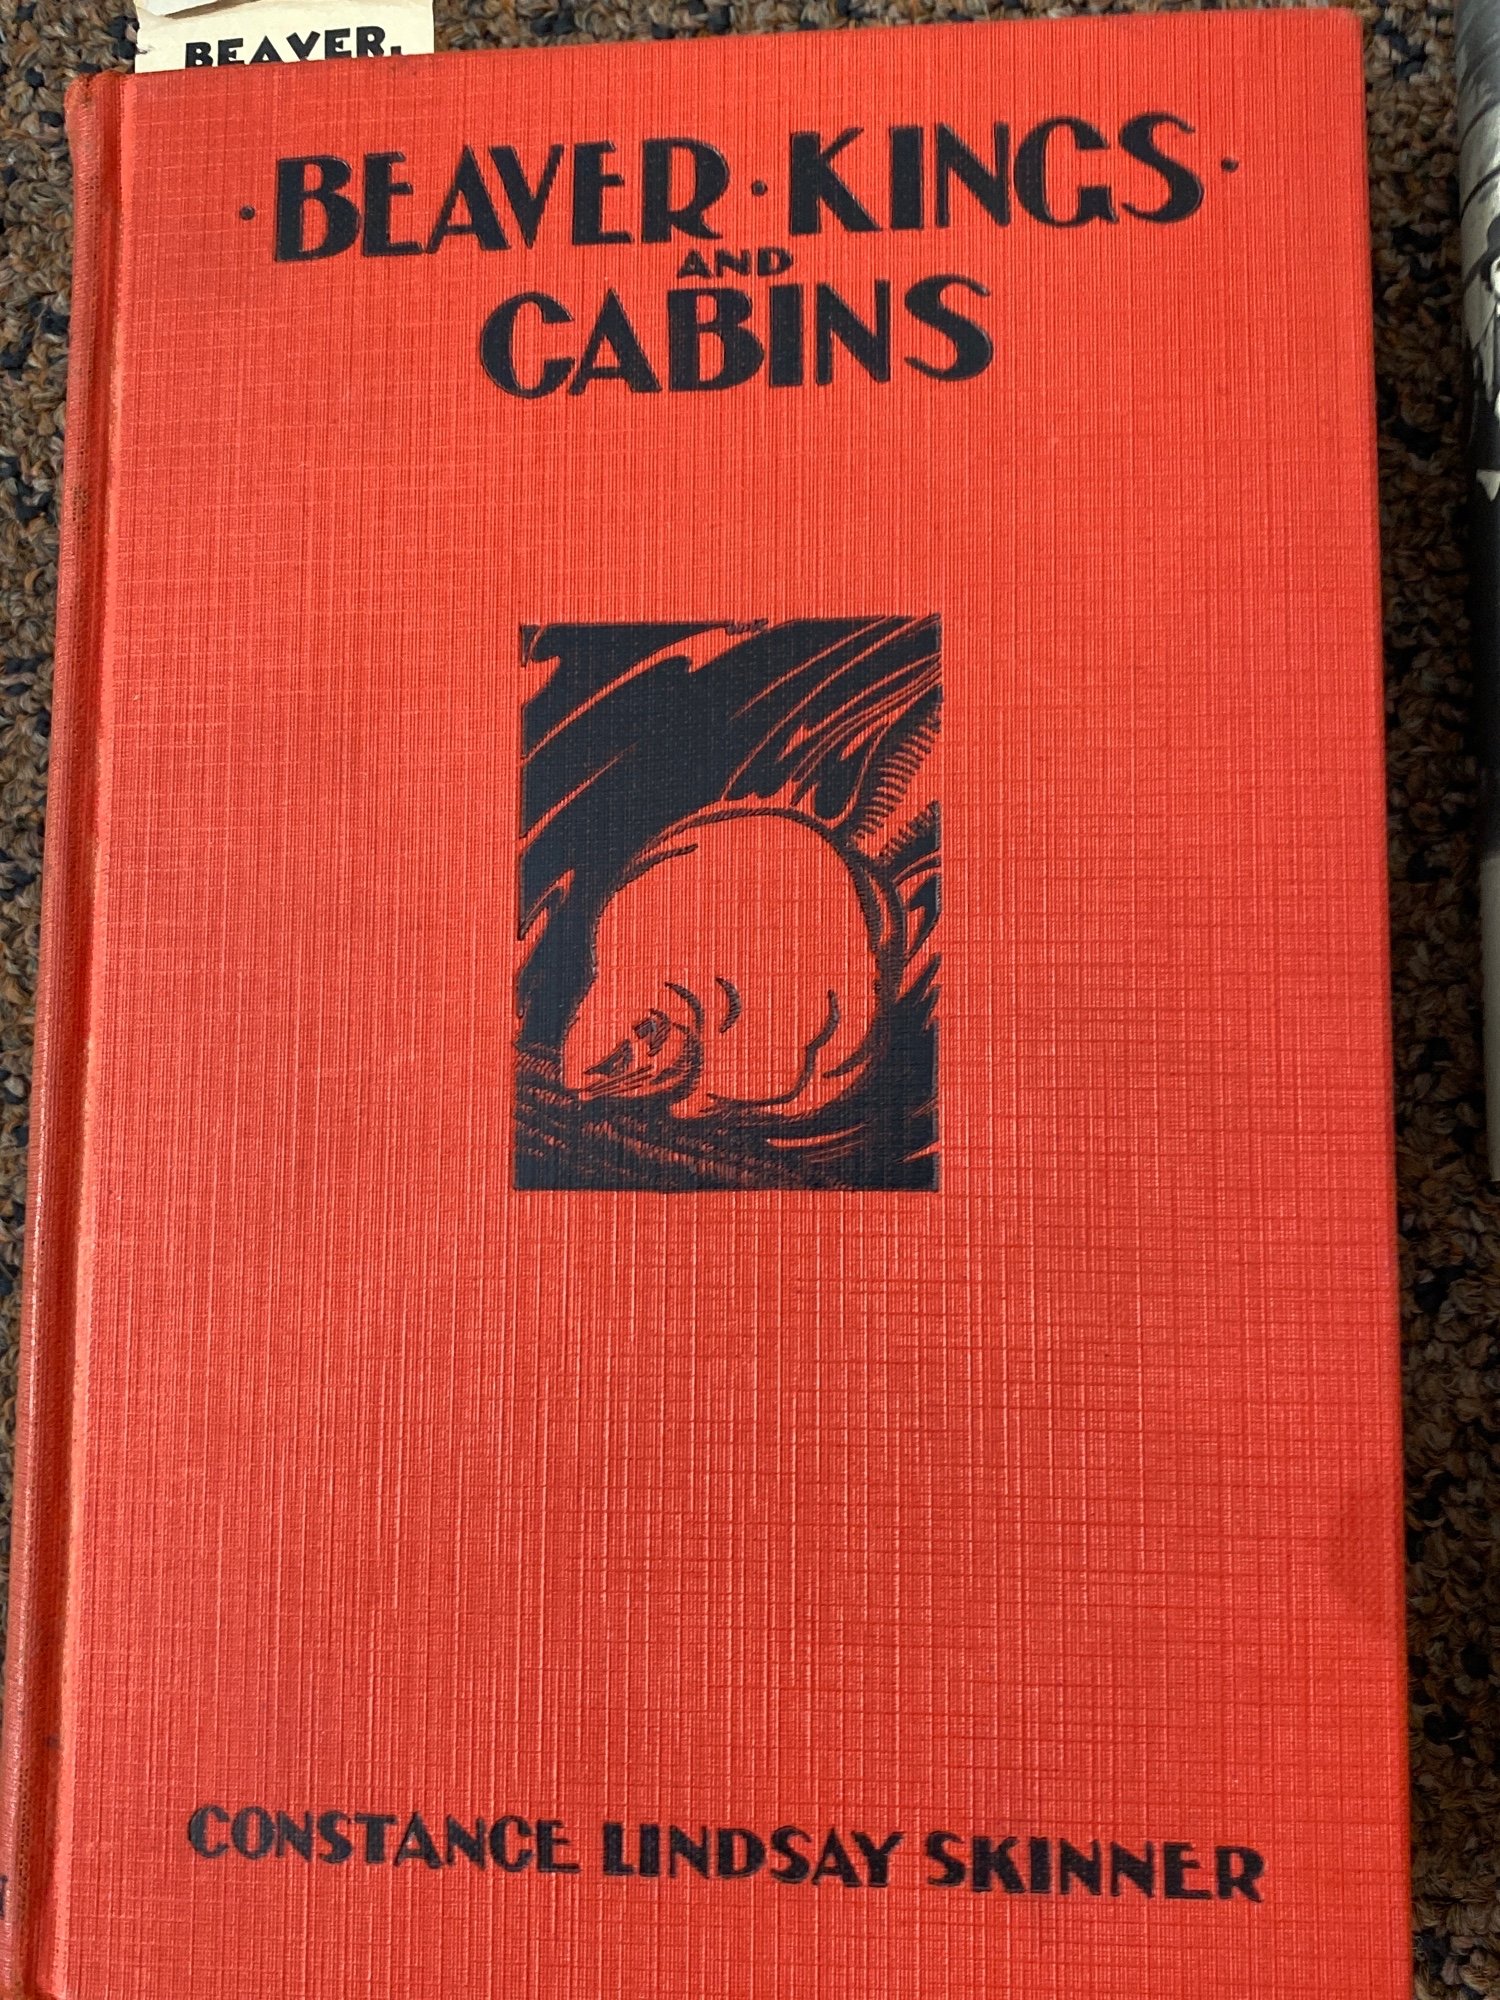 BEAVER,
· BEAVER · KINGS ·
AND
CABINS
CONSTANCE LINDSAY SKINNER